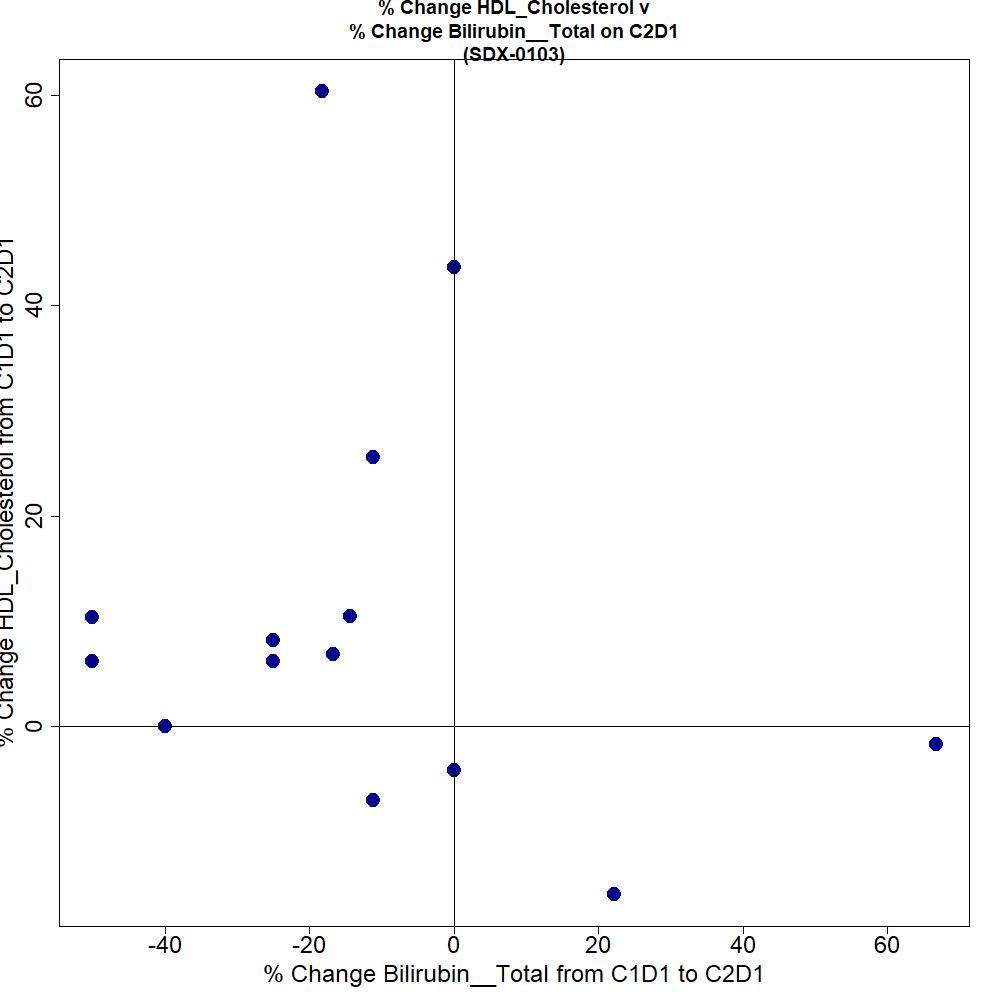 % Change HDL_Cholesterol v
% Change Bilirubin__Total on C2D1
(SDX-0103)
% Change HDL_Cholesterol from C1D1 to C2D1
60
40
20
0
-40
-20
0
20
40
60
% Change Bilirubin__Total from C1D1 to C2D1